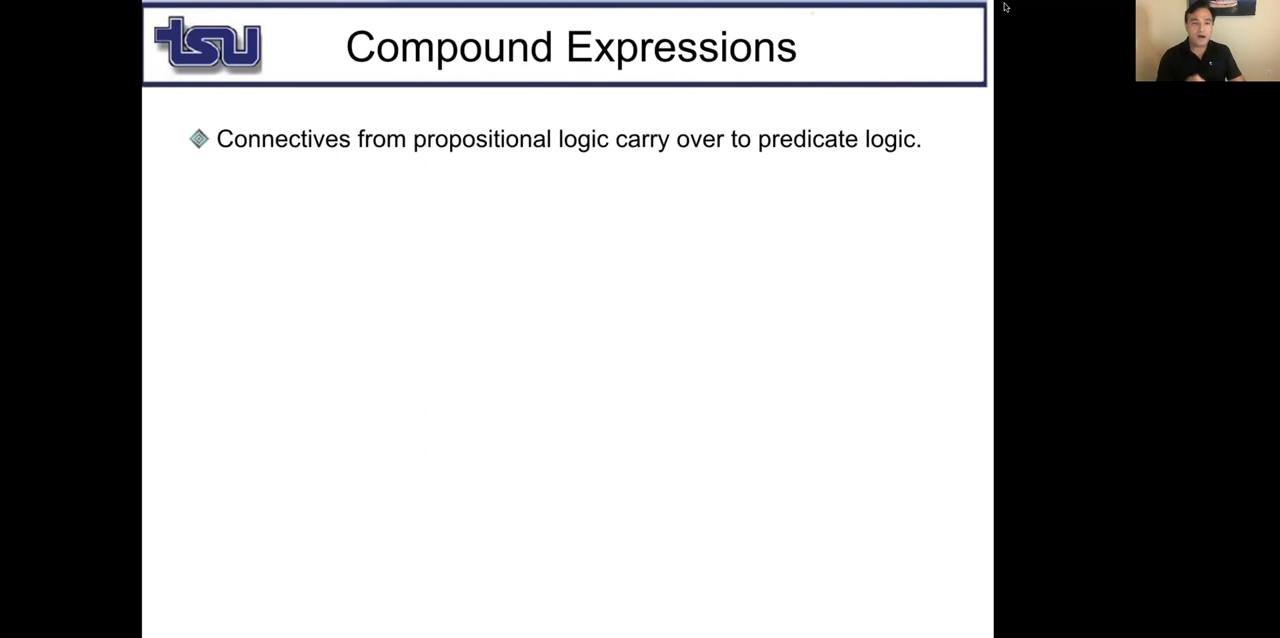 tsu
Compound Expressions
Connectives from propositional logic carry over to predicate logic.